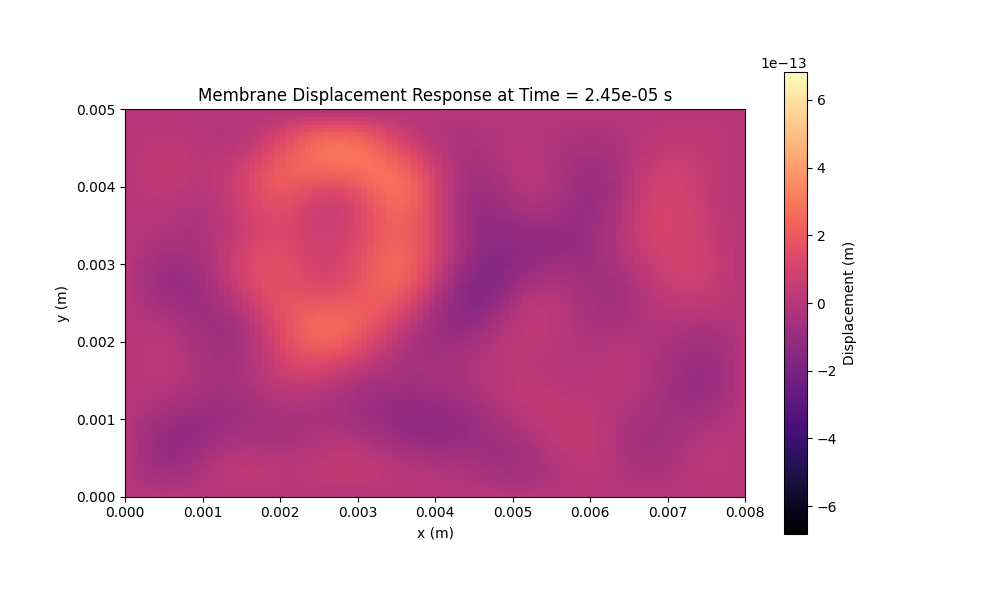 1e−13
Membrane Displacement Response at Time = 2.45e-05 s
0.005
0.004
0.003
0.002
0.001
0.000
y (m)
0.000 0.001 0.002 0.003 0.004 0.005 0.006 0.007 0.008
x (m)
6
4
2
0
−2
−4
−6
Displacement (m)